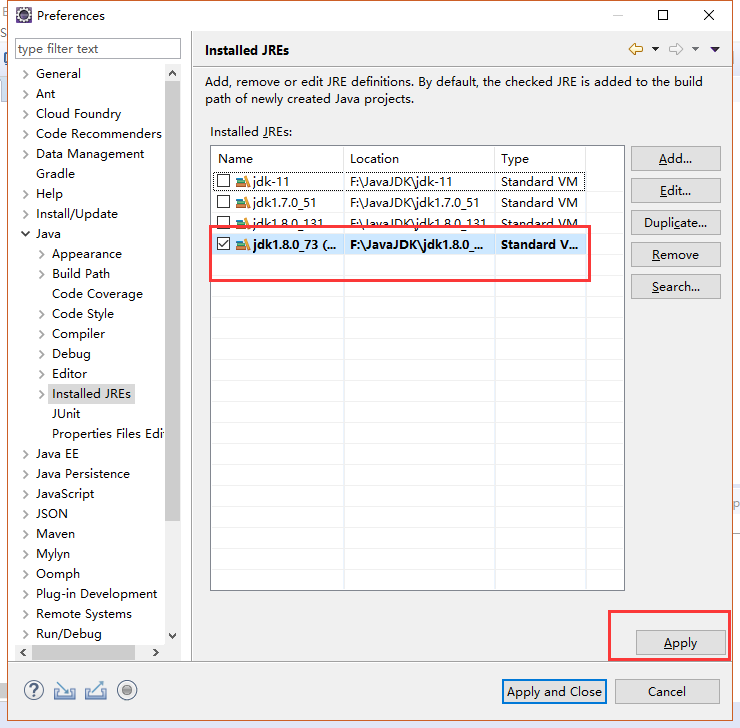 Preferences
type filter text
Installed JREs
General
Ant
Cloud Foundry
Code Recommenders
Data Management
Gradle
Help
Install/Update
Java
Appearance
Build Path
Code Coverage
Code Style
Compiler
Debug
Editor
Installed JREs
JUnit
Properties Files Edi
Java EE
Java Persistence
JavaScript
JSON
Maven
Mylyn
Oomph
Plug-in Development
Remote Systems
Run/Debug
Add, remove or edit JRE definitions. By default, the checked JRE is added to the build
path of newly created Java projects.
Installed JREs:
Name Location Type
jdk-11 F:\JavaJDK\jdk-11 Standard VM
jdk1.7.0_51 F:\JavaJDK\jdk1.7.0_51 Standard VM
jdk1.8.0_131 F:\JavaJDK\jdk1.8.0_131 Standard VM
jdk1.8.0_73 (... F:\JavaJDK\jdk1.8.0_... Standard V...
Add...
Edit...
Duplicate...
Remove
Search...
Apply
? Apply and Close Cancel